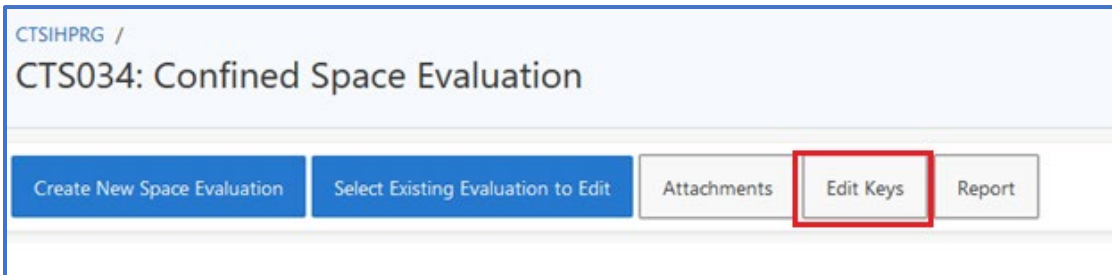 CTSIHPRG /
CTS034: Confined Space Evaluation
Create New Space Evaluation Select Existing Evaluation to Edit Attachments Edit Keys Report